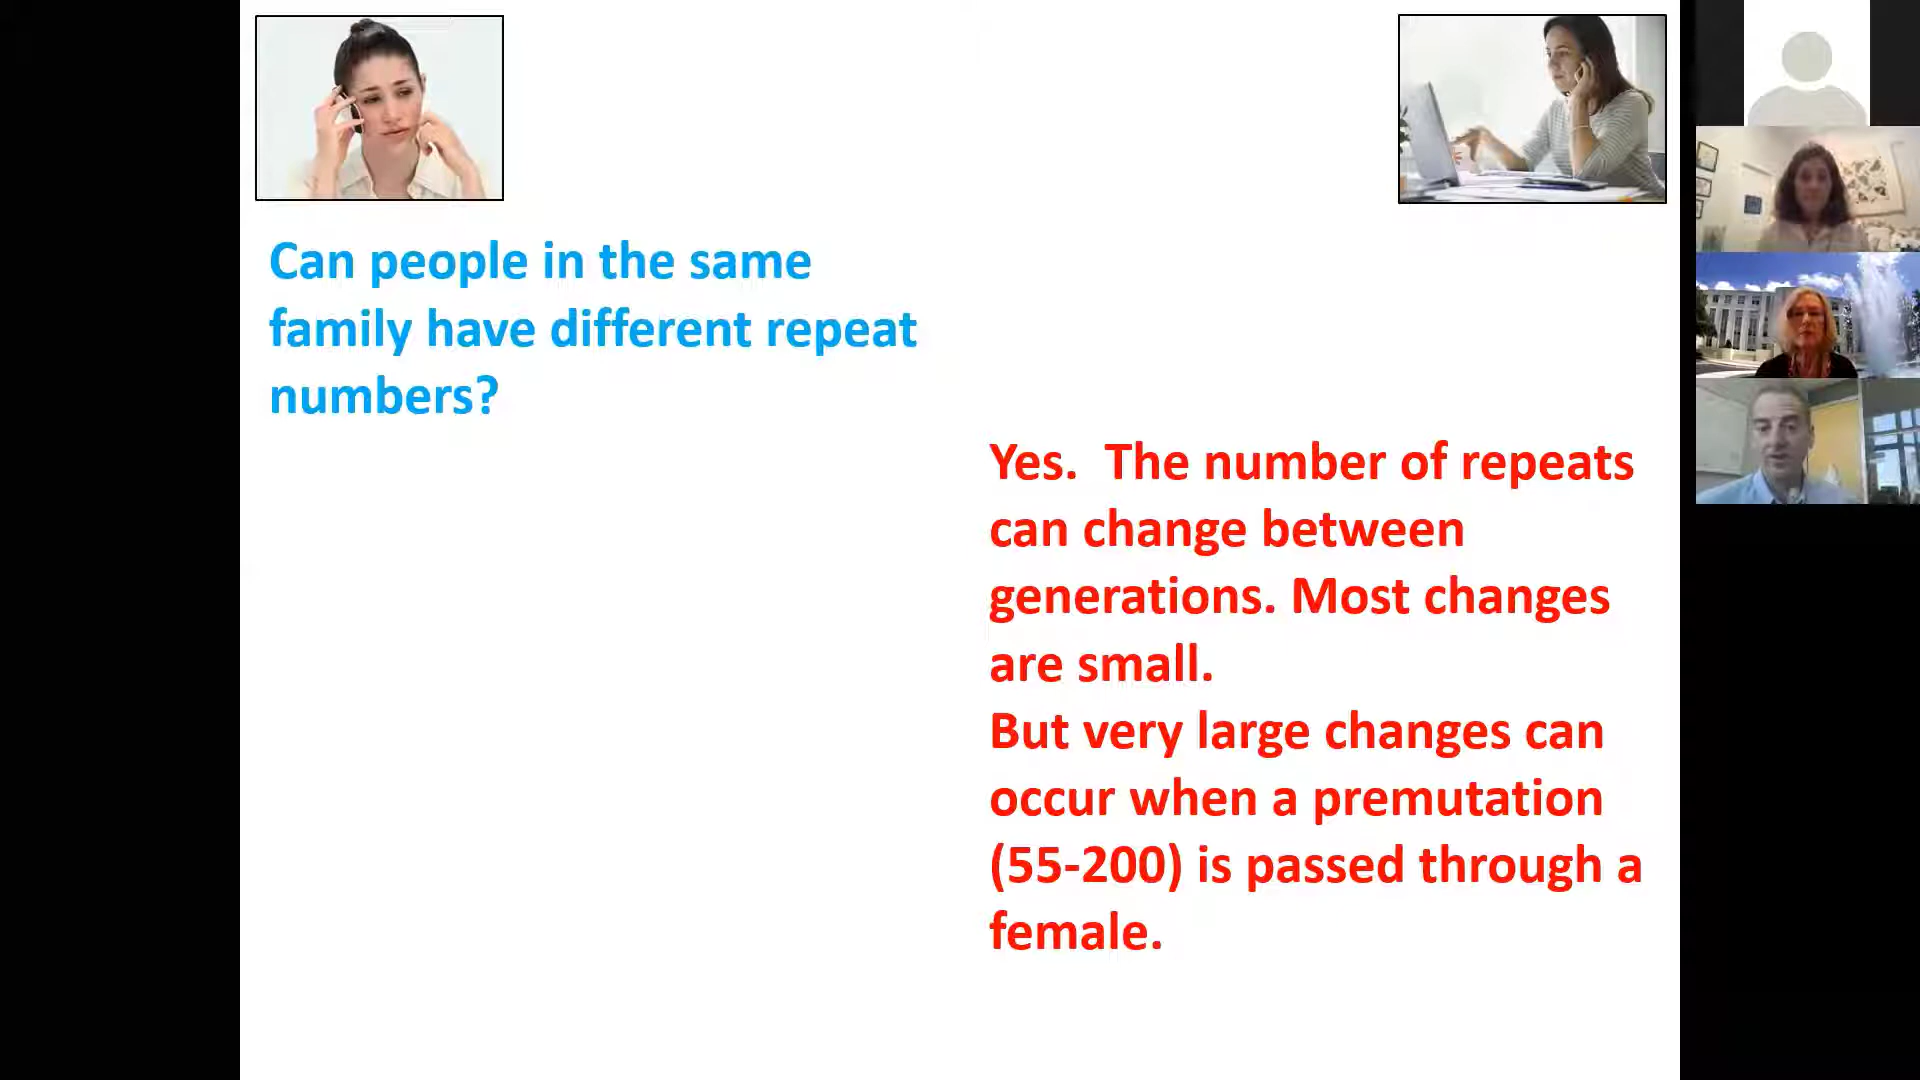 Can people in the same
family have different repeat
numbers?
Yes.  The number of repeats
can change between
generations. Most changes
are small.
But very large changes can
occur when a premutation
(55-200) is passed through a
female.